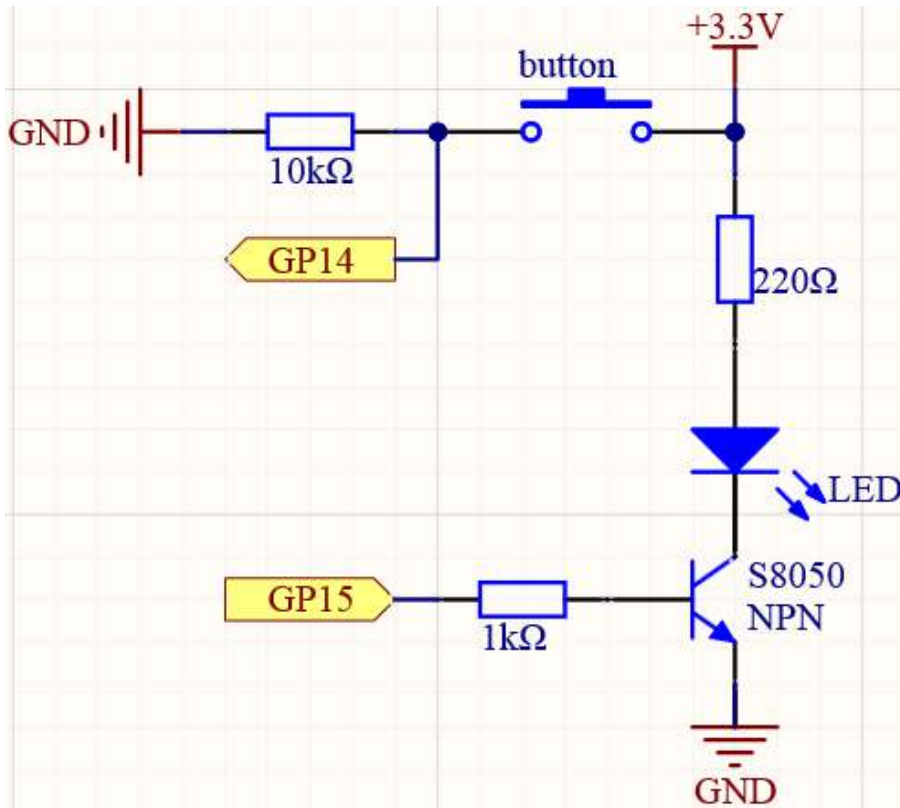 +3.3V
button
GND
10kΩ
GP14
220Ω
LED
S8050
NPN
GP15
1kΩ
GND